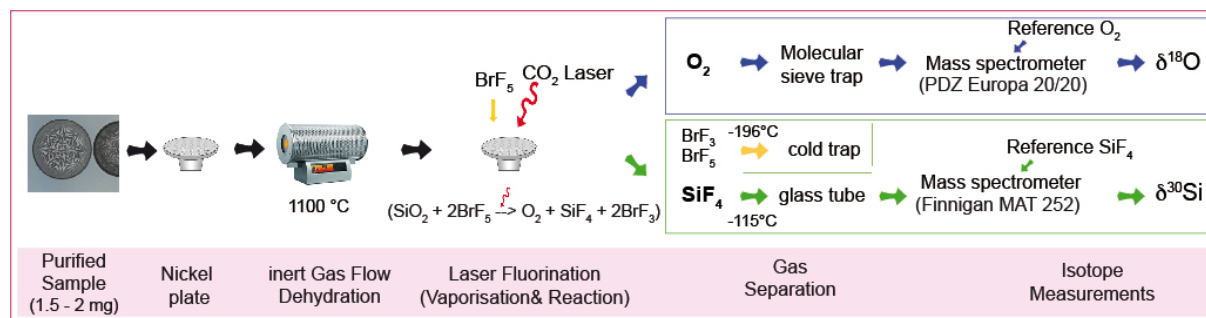 Reference O₂
O₂
Molecular
sieve trap
Mass spectrometer
(PDZ Europa 20/20)
δ¹⁸O
BrF₅
CO₂ Laser
1100 °C
(SiO₂ + 2BrF₅ --> O₂ + SiF₄ + 2BrF₃)
BrF₃
BrF₅
-196°C
cold trap
Reference SiF₄
SiF₄
-115°C
glass tube
Mass spectrometer
(Finnigan MAT 252)
δ³⁰Si
Purified
Sample
(1.5 - 2 mg)
Nickel
plate
inert Gas Flow
Dehydration
Laser Fluorination
(Vaporisation& Reaction)
Gas
Separation
Isotope
Measurements